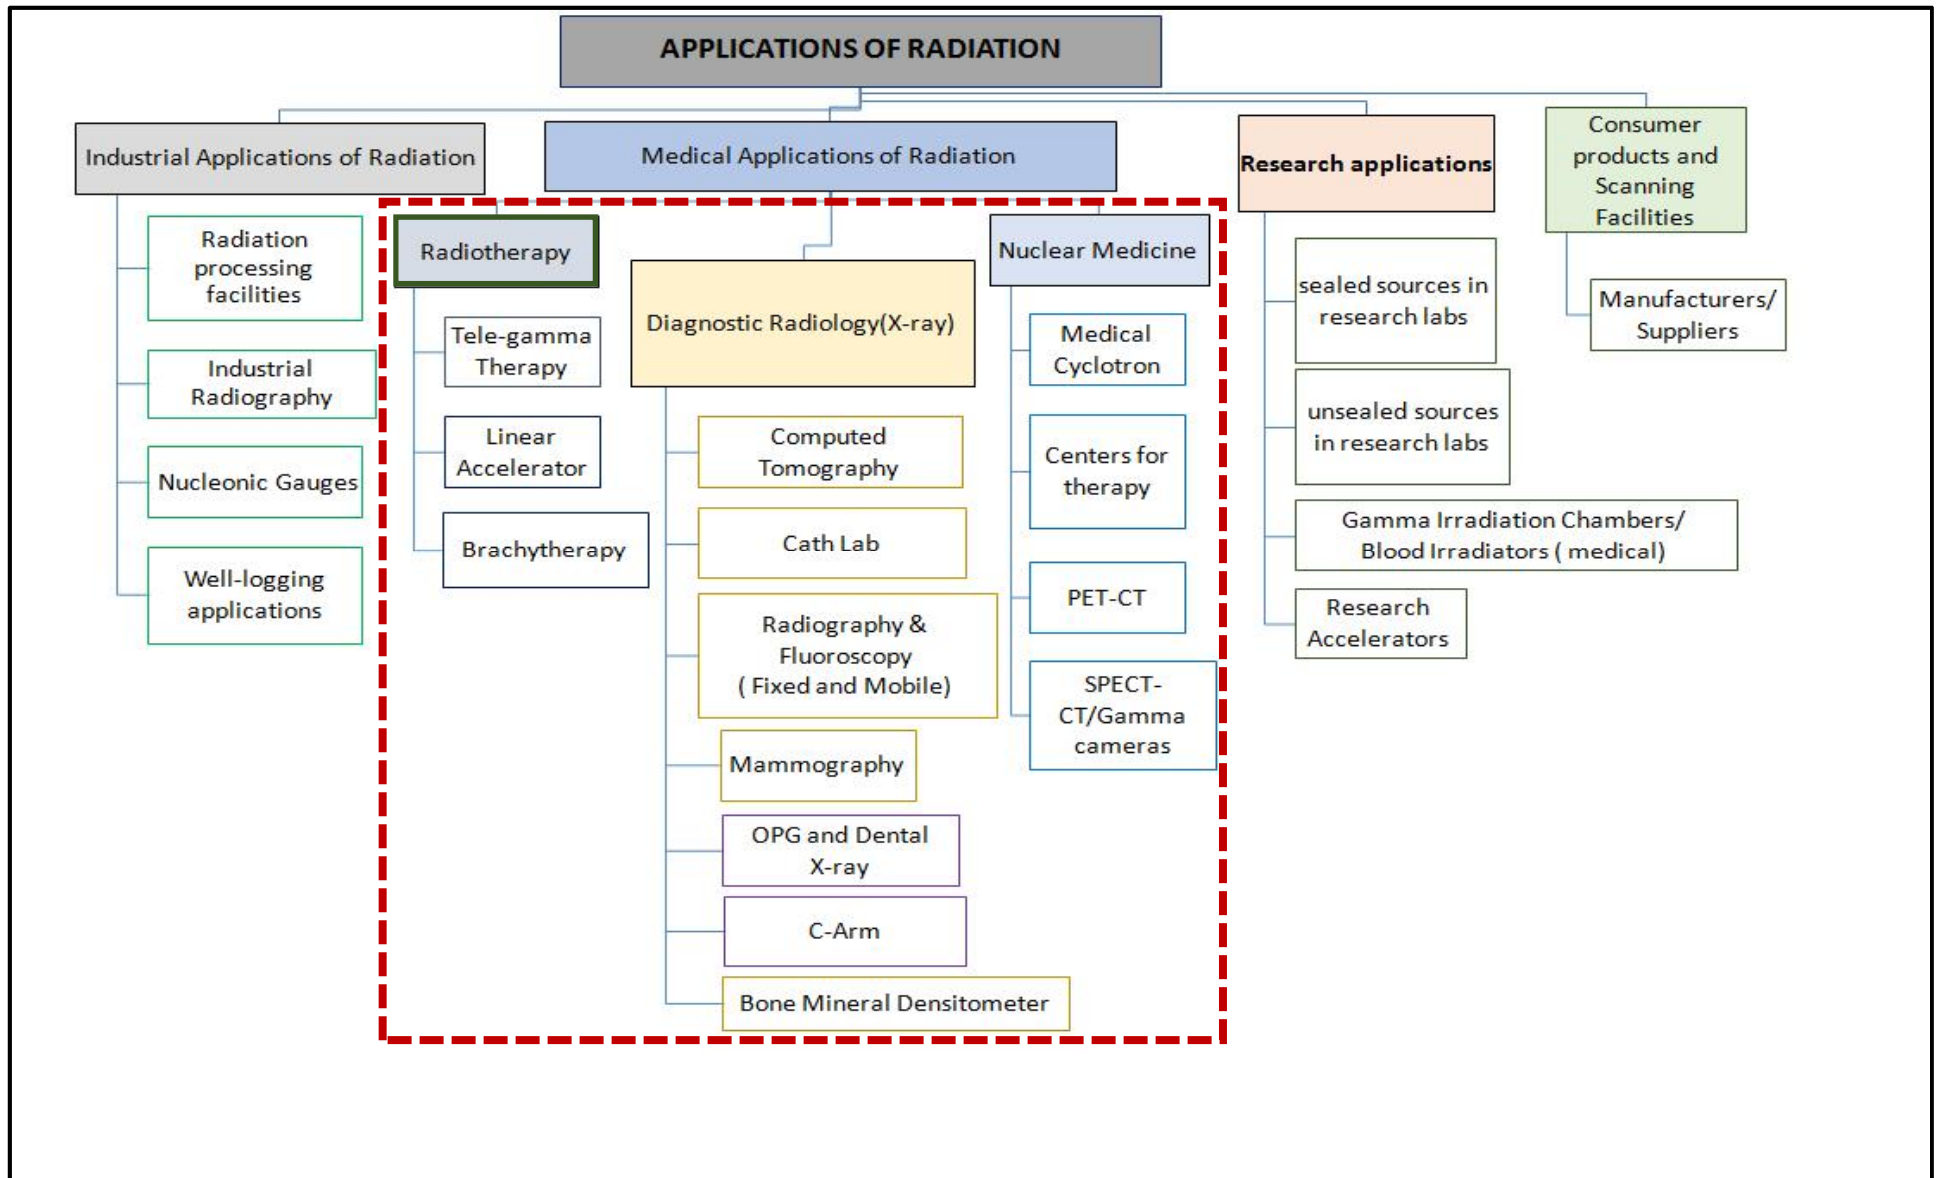 APPLICATIONS OF RADIATION
Industrial Applications of Radiation
Radiation
processing
facilities
Industrial
Radiography
Nucleonic Gauges
Well-logging
applications
Medical Applications of Radiation
Radiotherapy
Tele-gamma
Therapy
Linear
Accelerator
Brachytherapy
Diagnostic Radiology(X-ray)
Computed
Tomography
Cath Lab
Radiography &
Fluoroscopy
( Fixed and Mobile)
Mammography
OPG and Dental
X-ray
C-Arm
Bone Mineral Densitometer
Nuclear Medicine
Medical
Cyclotron
Centers for
therapy
PET-CT
SPECT-
CT/Gamma
cameras
Research applications
sealed sources in
research labs
unsealed sources
in research labs
Gamma Irradiation Chambers/
Blood Irradiators ( medical)
Research
Accelerators
Consumer
products and
Scanning
Facilities
Manufacturers/
Suppliers